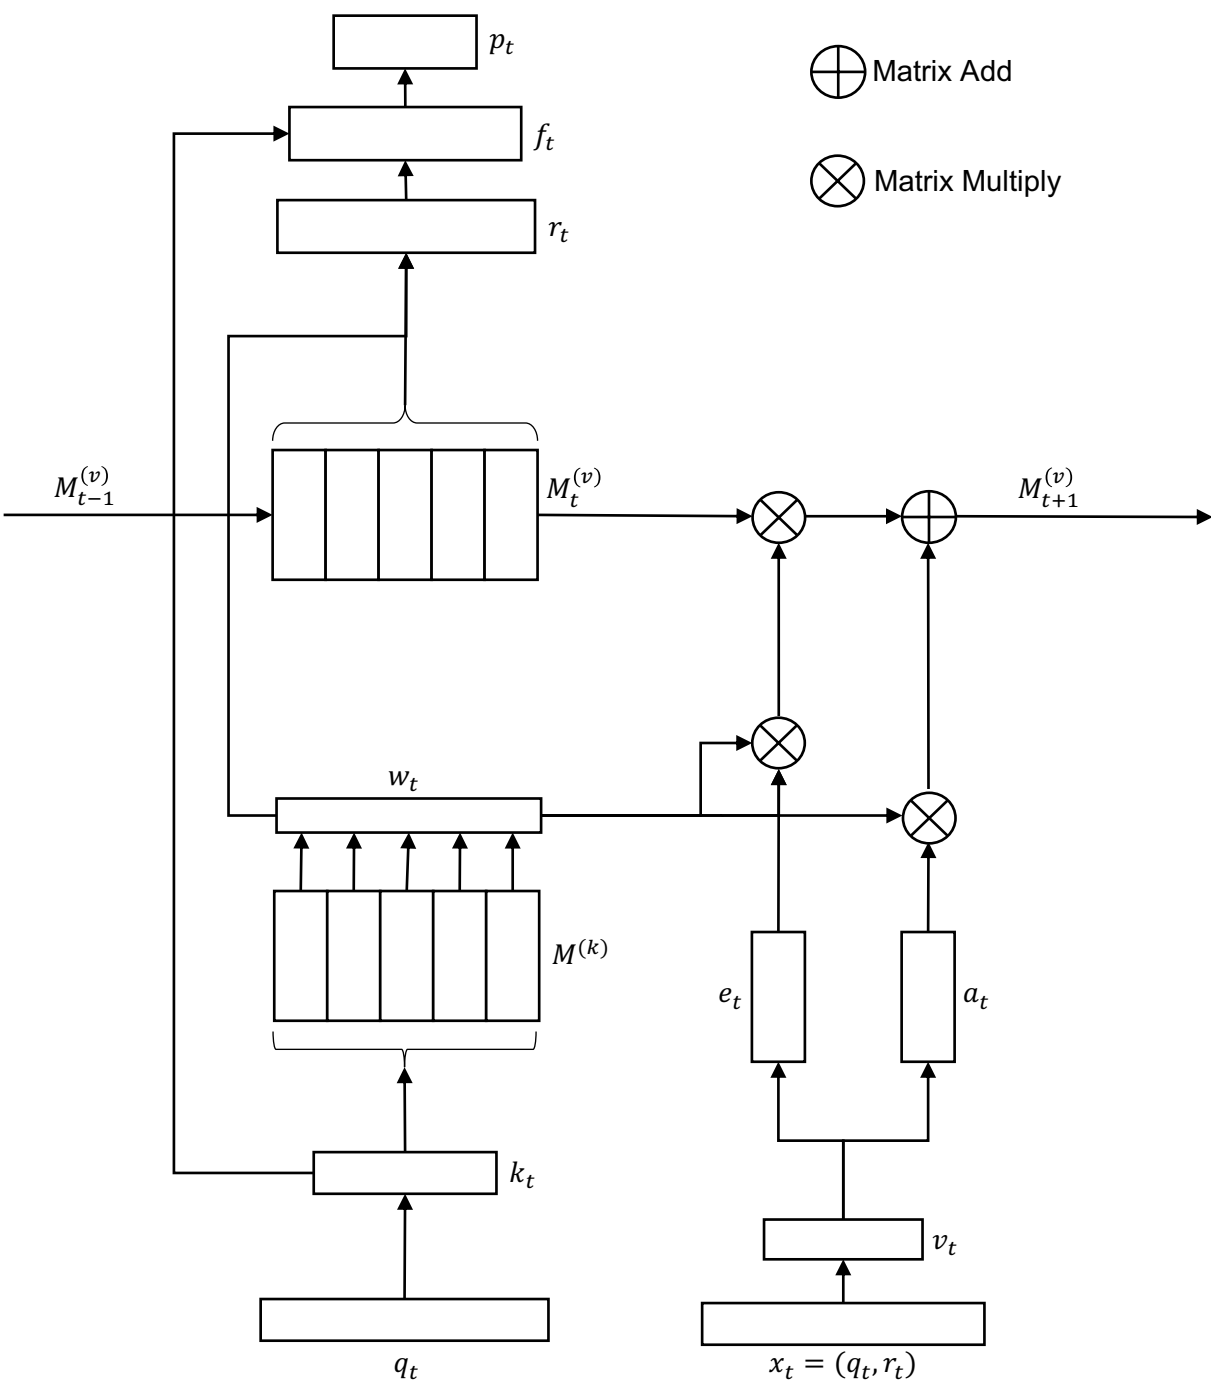 p_t
Matrix Add
f_t
Matrix Multiply
r_t
M_{t-1}^{(v)}
M_t^{(v)}
M_{t+1}^{(v)}
w_t
M^{(k)}
e_t
a_t
k_t
v_t
q_t
x_t = (q_t, r_t)